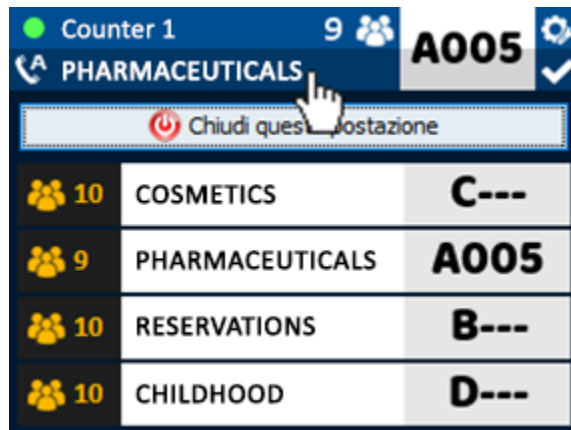 Counter 1 9 A005
A PHARMACEUTICALS
Chiudi postazione
10 COSMETICS C---
9 PHARMACEUTICALS A005
10 RESERVATIONS B---
10 CHILDHOOD D---